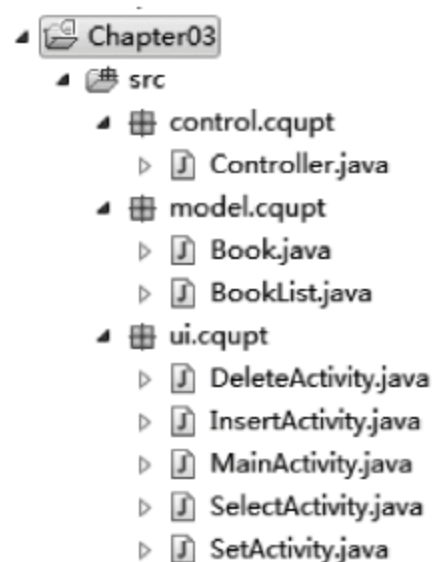 Chapter03
src
control.cqupt
Controller.java
model.cqupt
Book.java
BookList.java
ui.cqupt
DeleteActivity.java
InsertActivity.java
MainActivity.java
SelectActivity.java
SetActivity.java